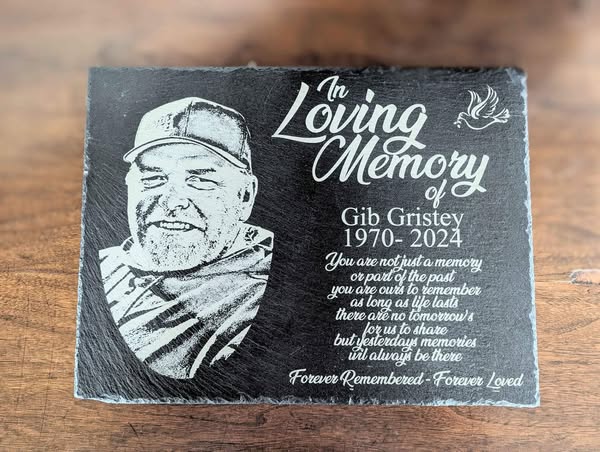 In
Loving
Memory
of
Gib Gristey
1970- 2024
You are not just a memory
or part of the past
you are ours to remember
as long as life lasts
there are no tomorrow's
for us to share
but yesterdays memories
wil always be there
Forever Remembered - Forever Loved